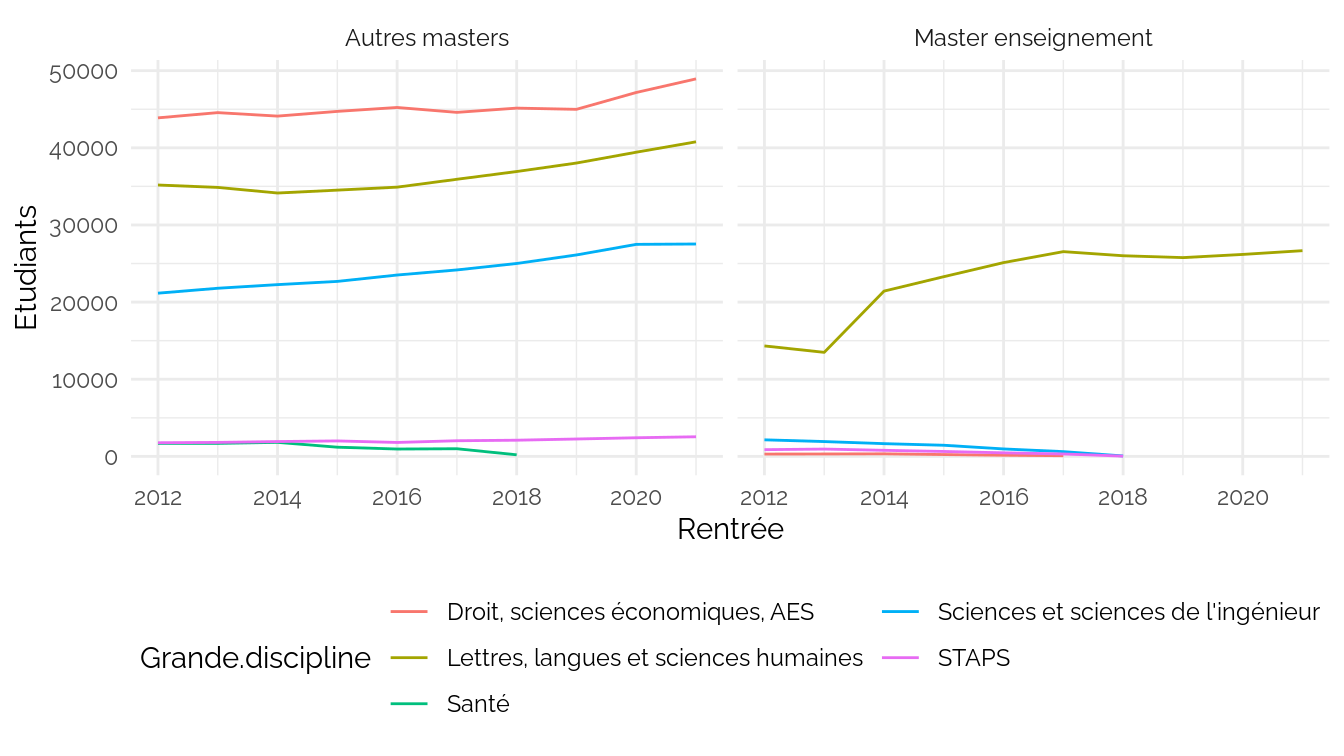 Autres masters
Master enseignement
50000
40000
30000
20000
10000
0
Etudiants
2012 2014 2016 2018 2020
2012 2014 2016 2018 2020
Rentrée
Grande.discipline
Droit, sciences économiques, AES
Lettres, langues et sciences humaines
Santé
Sciences et sciences de l'ingénieur
STAPS